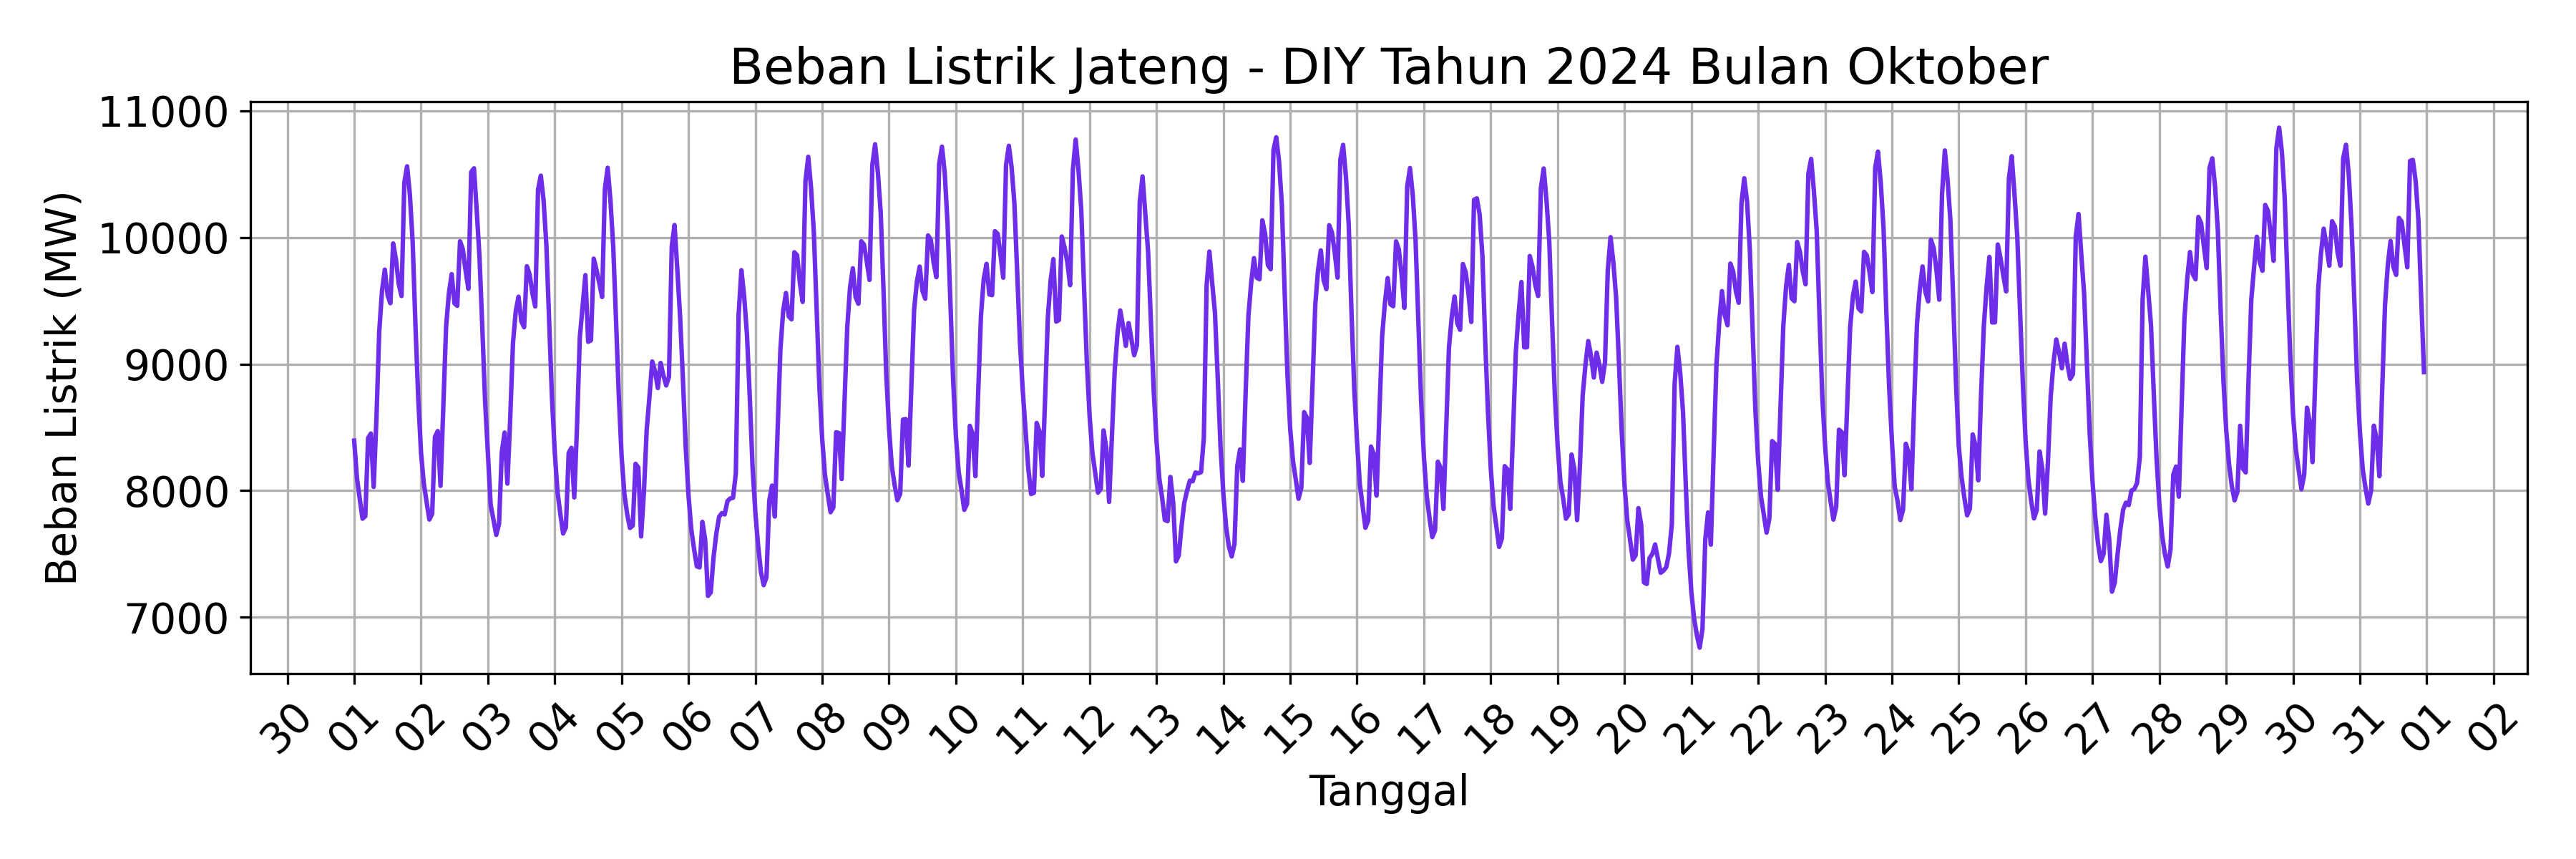 Beban Listrik Jateng - DIY Tahun 2024 Bulan Oktober
Beban Listrik (MW)
11000
10000
9000
8000
7000
30 01 02 03 04 05 06 07 08 09 10 11 12 13 14 15 16 17 18 19 20 21 22 23 24 25 26 27 28 29 30 31 01 02
Tanggal